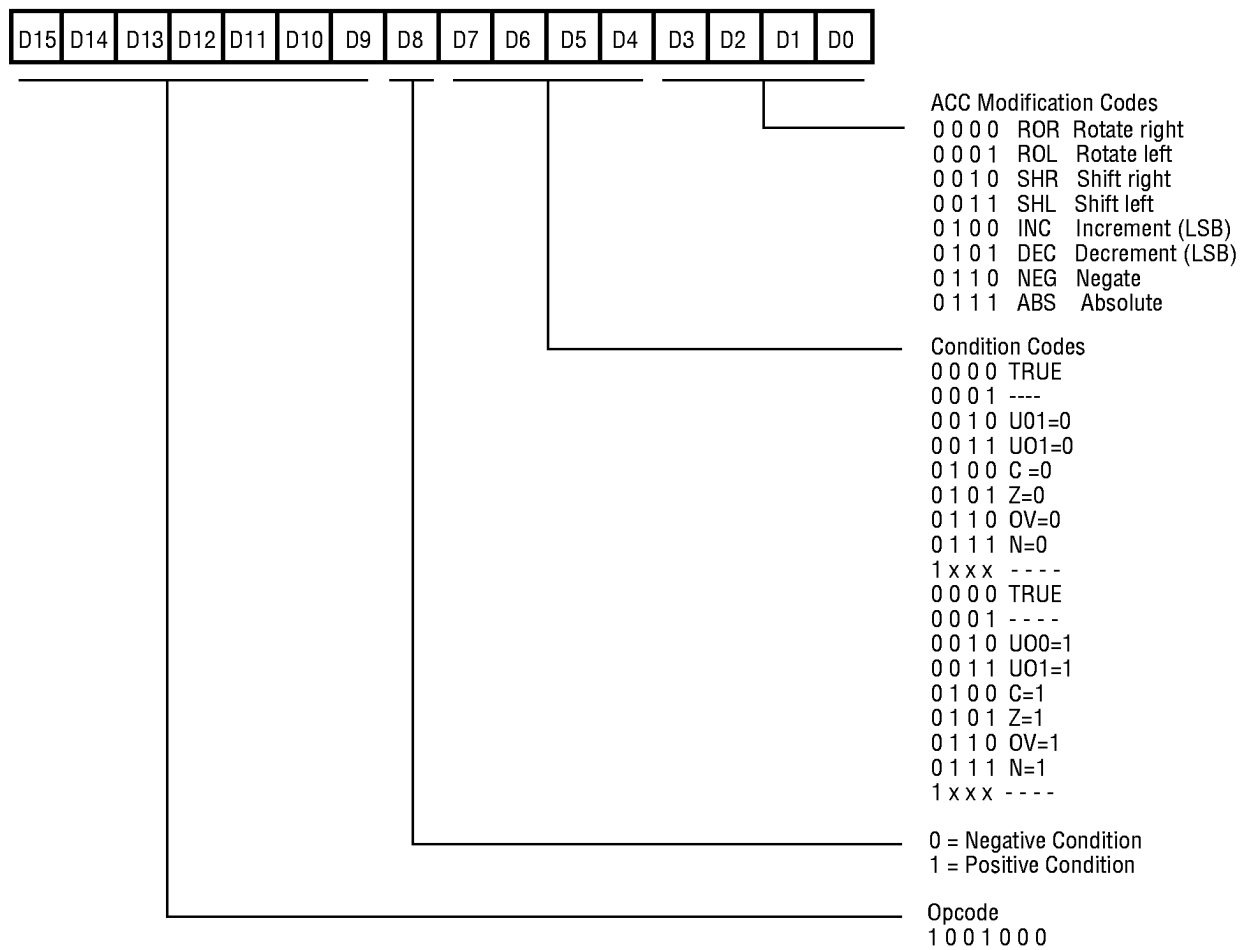 D15 D14 D13 D12 D11 D10 D9 D8 D7 D6 D5 D4 D3 D2 D1 D0
ACC Modification Codes
0 0 0 0 ROR Rotate right
0 0 0 1 ROL Rotate left
0 0 1 0 SHR Shift right
0 0 1 1 SHL Shift left
0 1 0 0 INC Increment (LSB)
0 1 0 1 DEC Decrement (LSB)
0 1 1 0 NEG Negate
0 1 1 1 ABS Absolute
Condition Codes
0 0 0 0 TRUE
0 0 0 1 ----
0 0 1 0 U01=0
0 0 1 1 UO1=0
0 1 0 0 C =0
0 1 0 1 Z=0
0 1 1 0 OV=0
0 1 1 1 N=0
1 x x x - - - -
0 0 0 0 TRUE
0 0 0 1 - - - -
0 0 1 0 UO0=1
0 0 1 1 UO1=1
0 1 0 0 C=1
0 1 0 1 Z=1
0 1 1 0 OV=1
0 1 1 1 N=1
1 x x x - - - -
0 = Negative Condition
1 = Positive Condition
Opcode
1 0 0 1 0 0 0